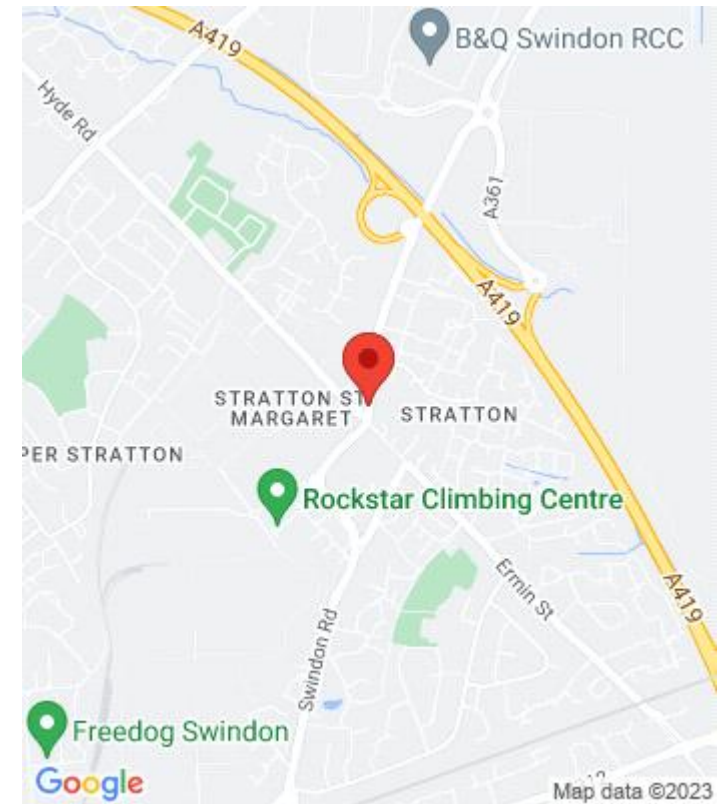 A419
B&Q Swindon RCC
Hyde Rd
A361
A419
STRATTON ST
MARGARET
STRATTON
PER STRATTON
Rockstar Climbing Centre
Ermin St
A419
Swindon Rd
Freedog Swindon
Google
Map data ©2023